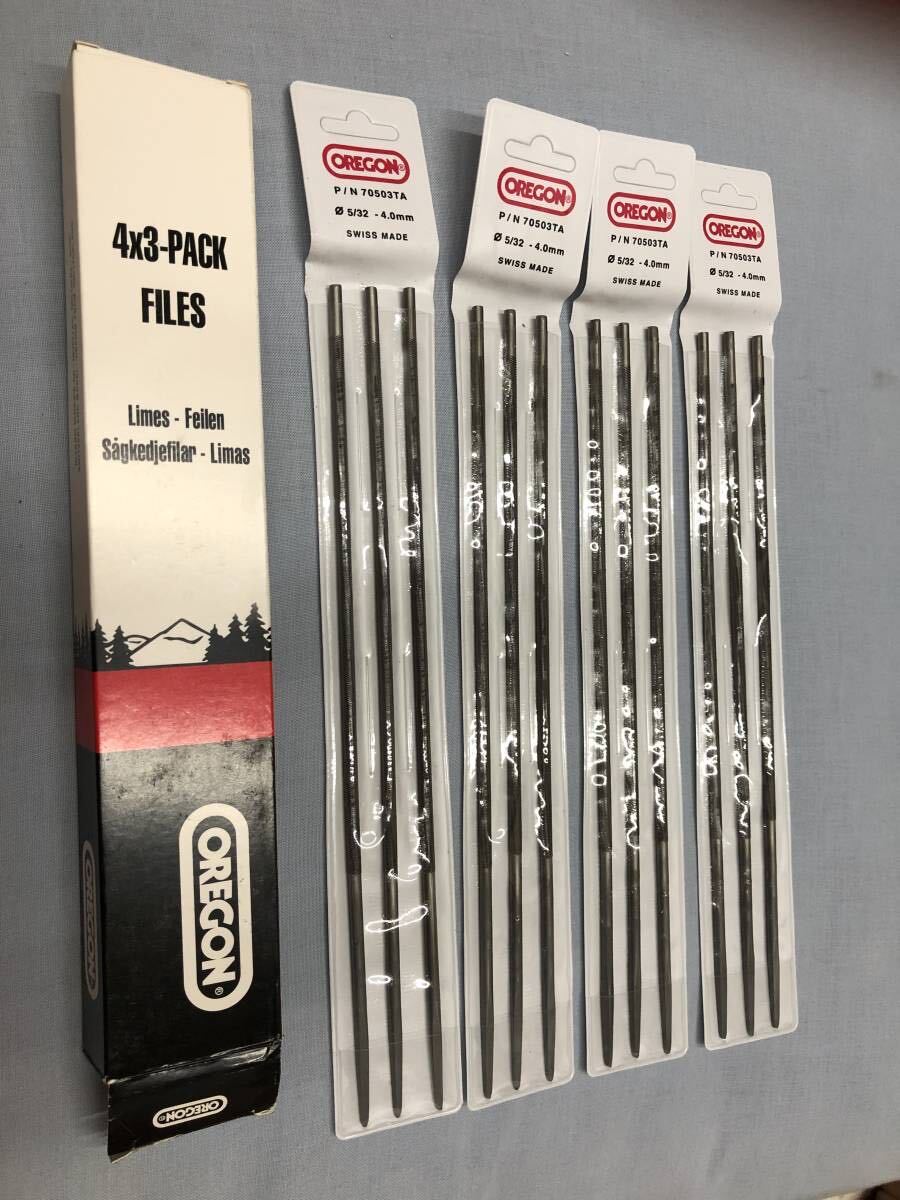 4x3-PACK
FILES
Limes - Feilen
Sågkedjefilar - Limas
OREGON®
OREGON®
OREGON
OREGON®
P/N 70503TA
Ø 5/32 - 4.0mm
SWISS MADE
OREGON®
P/N 70503TA
Ø 5/32 - 4.0mm
SWISS MADE
OREGON®
P/N 70503TA
Ø 5/32 - 4.0mm
SWISS MADE
OREGON®
P/N 70503TA
Ø 5/32 - 4.0mm
SWISS MADE